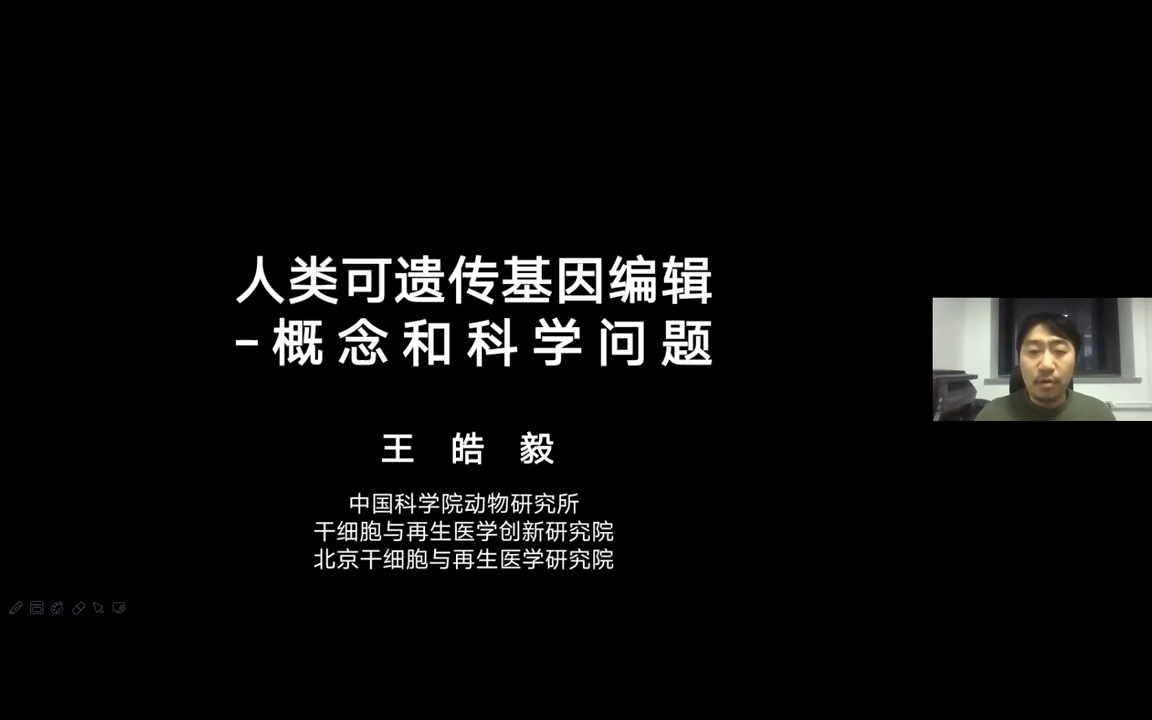 人类可遗传基因编辑
-概念和科学问题
王 皓 毅
中国科学院动物研究所
干细胞与再生医学创新研究院
北京干细胞与再生医学研究院